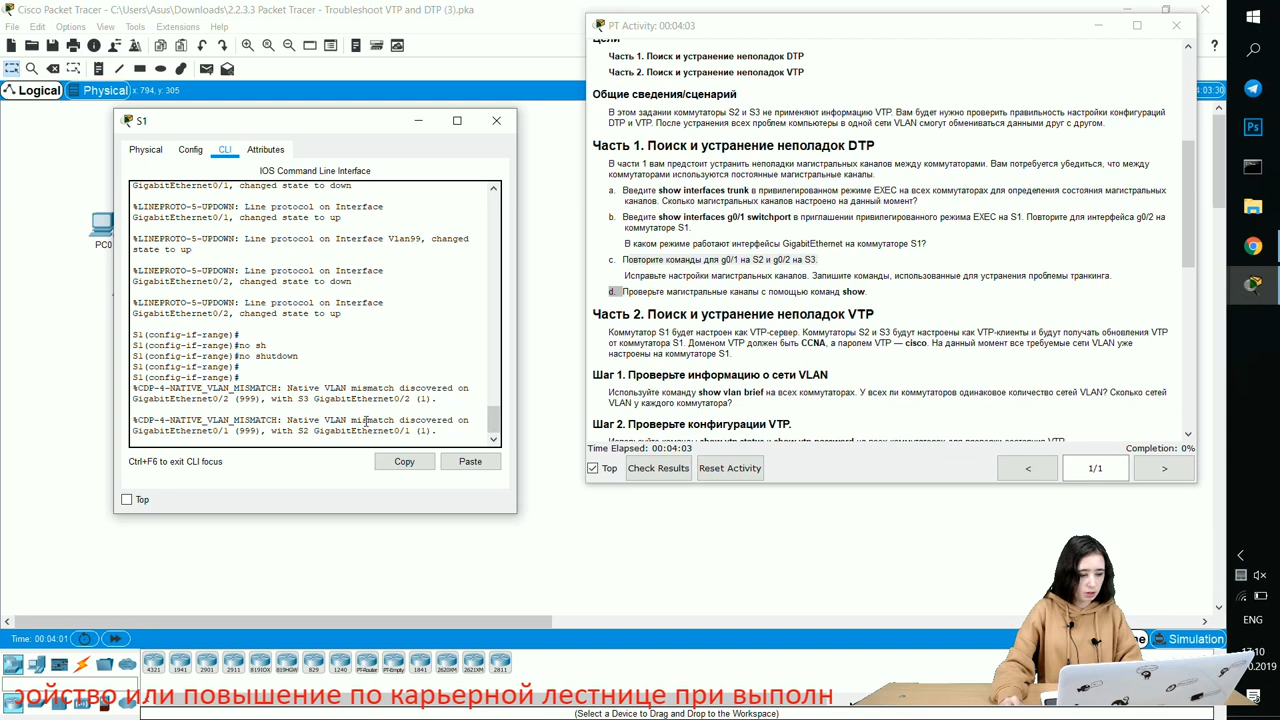 Cisco Packet Tracer - C:\Users\Asus\Downloads\2.2.3.3 Packet Tracer - Troubleshoot VTP and DTP (3).pka
File Edit Options View Tools Extensions Help
Logical Physical x: 794, y: 305
PC0
S1
Physical Config CLI Attributes
IOS Command Line Interface
GigabitEthernet0/1, changed state to down
%LINEPROTO-5-UPDOWN: Line protocol on Interface
GigabitEthernet0/1, changed state to up
%LINEPROTO-5-UPDOWN: Line protocol on Interface Vlan99, changed
state to up
%LINEPROTO-5-UPDOWN: Line protocol on Interface
GigabitEthernet0/2, changed state to down
%LINEPROTO-5-UPDOWN: Line protocol on Interface
GigabitEthernet0/2, changed state to up
S1(config-if-range)#
S1(config-if-range)#no sh
S1(config-if-range)#no shutdown
S1(config-if-range)#
S1(config-if-range)#
%CDP-4-NATIVE_VLAN_MISMATCH: Native VLAN mismatch discovered on
GigabitEthernet0/2 (999), with S3 GigabitEthernet0/2 (1).
%CDP-4-NATIVE_VLAN_MISMATCH: Native VLAN mismatch discovered on
GigabitEthernet0/1 (999), with S2 GigabitEthernet0/1 (1).
Ctrl+F6 to exit CLI focus
Copy Paste
Top
PT Activity: 00:04:03
Цели
Часть 1. Поиск и устранение неполадок DTP
Часть 2. Поиск и устранение неполадок VTP
Общие сведения/сценарий
В этом задании коммутаторы S2 и S3 не применяют информацию VTP. Вам будет нужно проверить правильность настройки конфигураций
DTP и VTP. После устранения всех проблем компьютеры в одной сети VLAN смогут обмениваться данными друг с другом.
Часть 1. Поиск и устранение неполадок DTP
В части 1 вам предстоит устранить неполадки магистральных каналов между коммутаторами. Вам потребуется убедиться, что между
коммутаторами используются постоянные магистральные каналы.
a. Введите show interfaces trunk в привилегированном режиме EXEC на всех коммутаторах для определения состояния магистральных
каналов. Сколько магистральных каналов настроено на данный момент?
b. Введите show interfaces g0/1 switchport в приглашении привилегированного режима EXEC на S1. Повторите для интерфейса g0/2 на
коммутаторе S1.
В каком режиме работают интерфейсы GigabitEthernet на коммутаторе S1?
c. Повторите команды для g0/1 на S2 и g0/2 на S3.
Исправьте настройки магистральных каналов. Запишите команды, использованные для устранения проблемы транкинга.
d. Проверьте магистральные каналы с помощью команд show.
Часть 2. Поиск и устранение неполадок VTP
Коммутатор S1 будет настроен как VTP-сервер. Коммутаторы S2 и S3 будут настроены как VTP-клиенты и будут получать обновления VTP
от коммутатора S1. Доменом VTP должен быть CCNA, а паролем VTP — cisco. На данный момент все требуемые сети VLAN уже
настроены на коммутаторе S1.
Шаг 1. Проверьте информацию о сети VLAN
Используйте команду show vlan brief на всех коммутаторах. У всех ли коммутаторов одинаковое количество сетей VLAN? Сколько сетей
VLAN у каждого коммутатора?
Шаг 2. Проверьте конфигурации VTP.
Time Elapsed: 00:04:03 Completion: 0%
Top Check Results Reset Activity < 1/1 >
Time: 00:04:01
Simulation
4321 1941 2901 2911 819IOX 819HGW 829 1240 PT-Router PT-Empty 1841 2620XM 2621XM 2811
(Select a Device to Drag and Drop to the Workspace)
ройство или повышение по карьерной лестнице при выполн
ENG